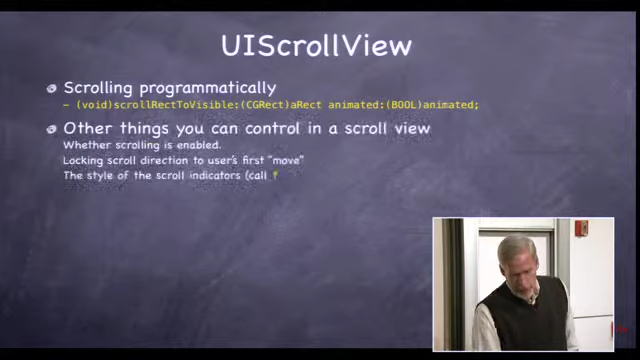 UIScrollView
Scrolling programmatically
- (void)scrollRectToVisible:(CGRect)aRect animated:(BOOL)animated;
Other things you can control in a scroll view
Whether scrolling is enabled.
Locking scroll direction to user's first "move"
The style of the scroll indicators (call